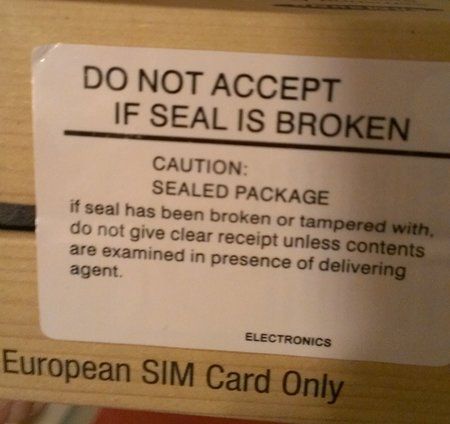 DO NOT ACCEPT
IF SEAL IS BROKEN
CAUTION:
SEALED PACKAGE
if seal has been broken or tampered with,
do not give clear receipt unless contents
are examined in presence of delivering
agent.
ELECTRONICS
European SIM Card Only